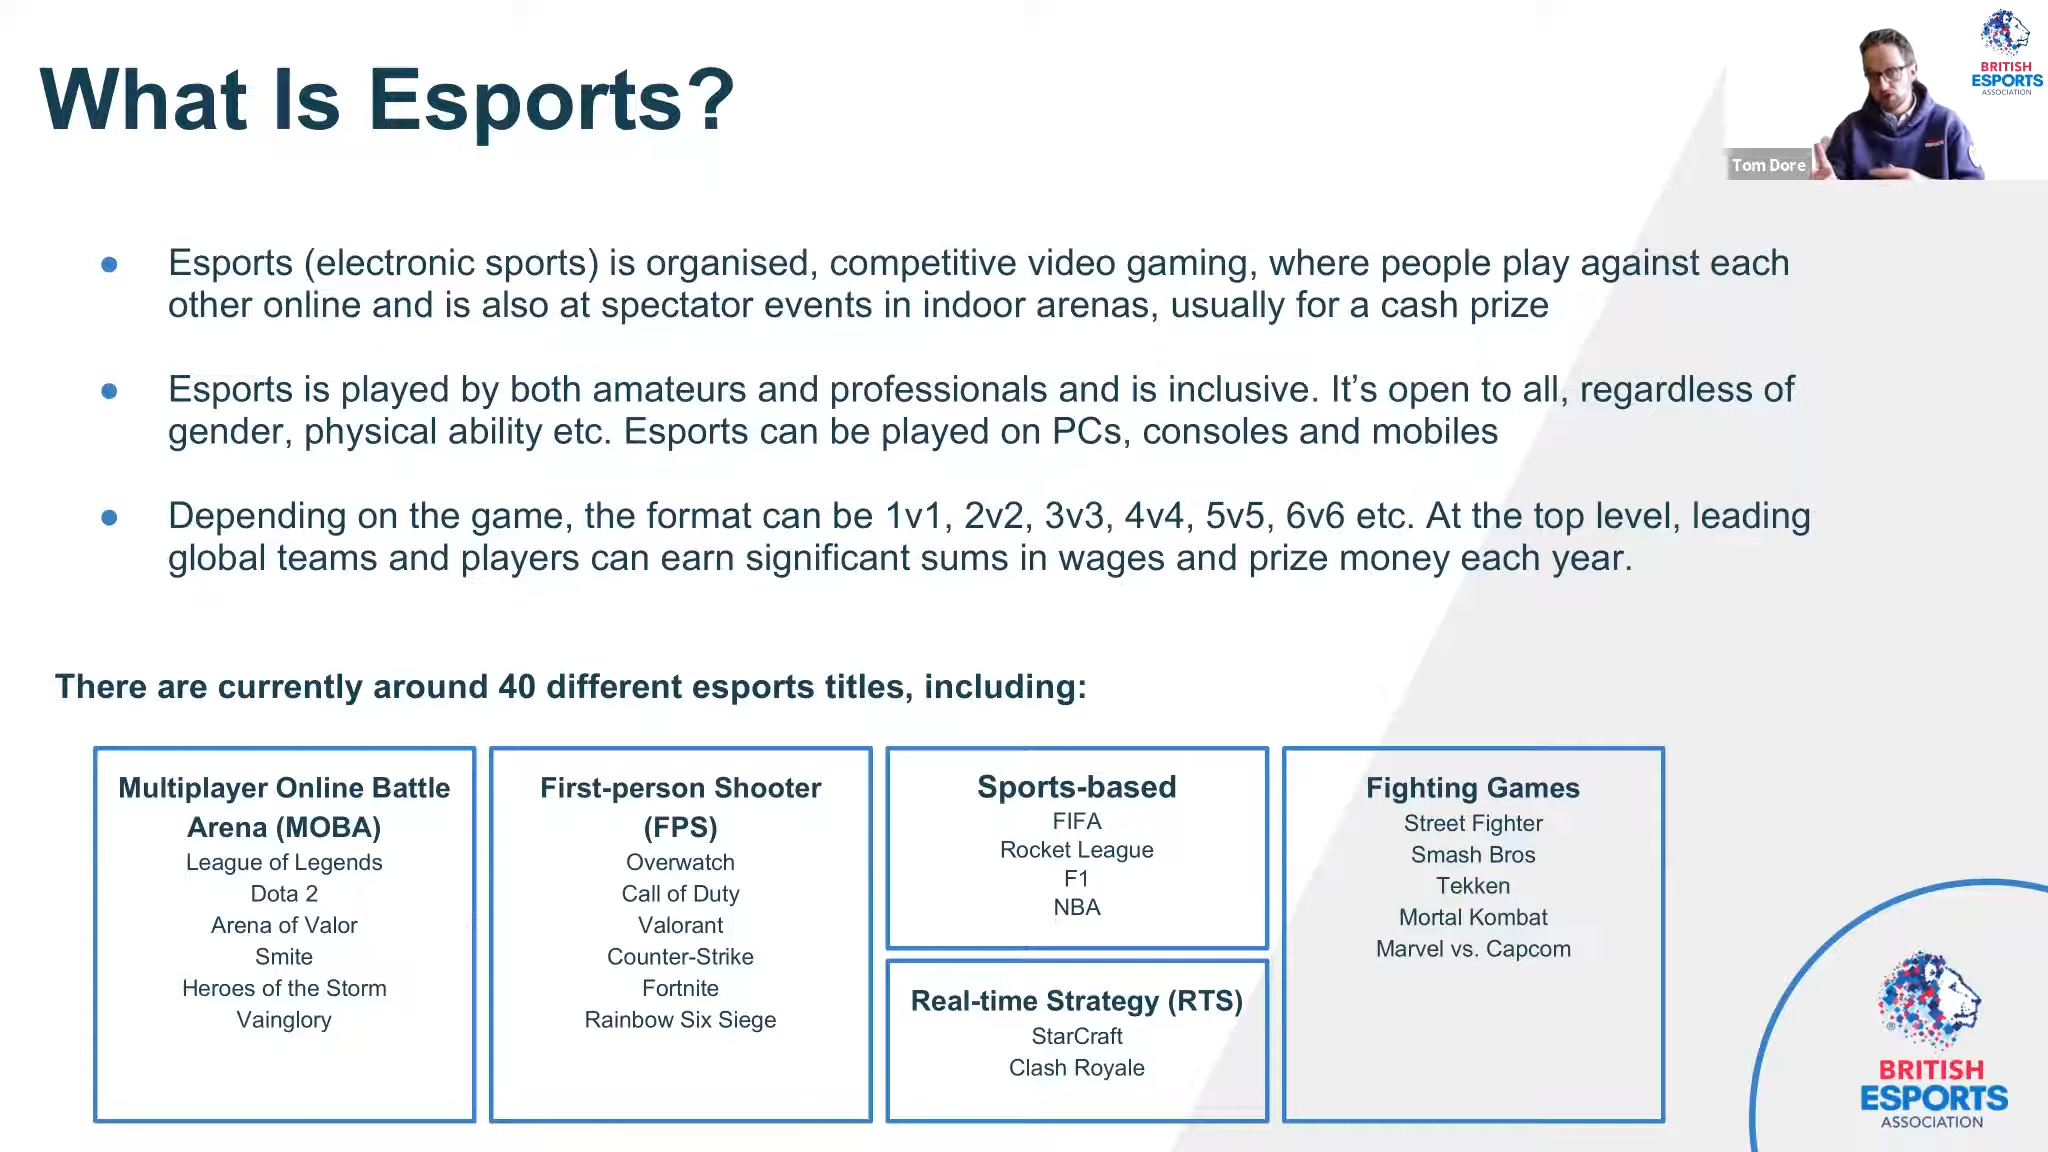 What Is Esports?
BRITISH
ESPORTS
ASSOCIATION
Tom Dore
● Esports (electronic sports) is organised, competitive video gaming, where people play against each
other online and is also at spectator events in indoor arenas, usually for a cash prize
● Esports is played by both amateurs and professionals and is inclusive. It’s open to all, regardless of
gender, physical ability etc. Esports can be played on PCs, consoles and mobiles
● Depending on the game, the format can be 1v1, 2v2, 3v3, 4v4, 5v5, 6v6 etc. At the top level, leading
global teams and players can earn significant sums in wages and prize money each year.
There are currently around 40 different esports titles, including:
Multiplayer Online Battle
Arena (MOBA)
League of Legends
Dota 2
Arena of Valor
Smite
Heroes of the Storm
Vainglory
First-person Shooter
(FPS)
Overwatch
Call of Duty
Valorant
Counter-Strike
Fortnite
Rainbow Six Siege
Sports-based
FIFA
Rocket League
F1
NBA
Real-time Strategy (RTS)
StarCraft
Clash Royale
Fighting Games
Street Fighter
Smash Bros
Tekken
Mortal Kombat
Marvel vs. Capcom
®
BRITISH
ESPORTS
ASSOCIATION